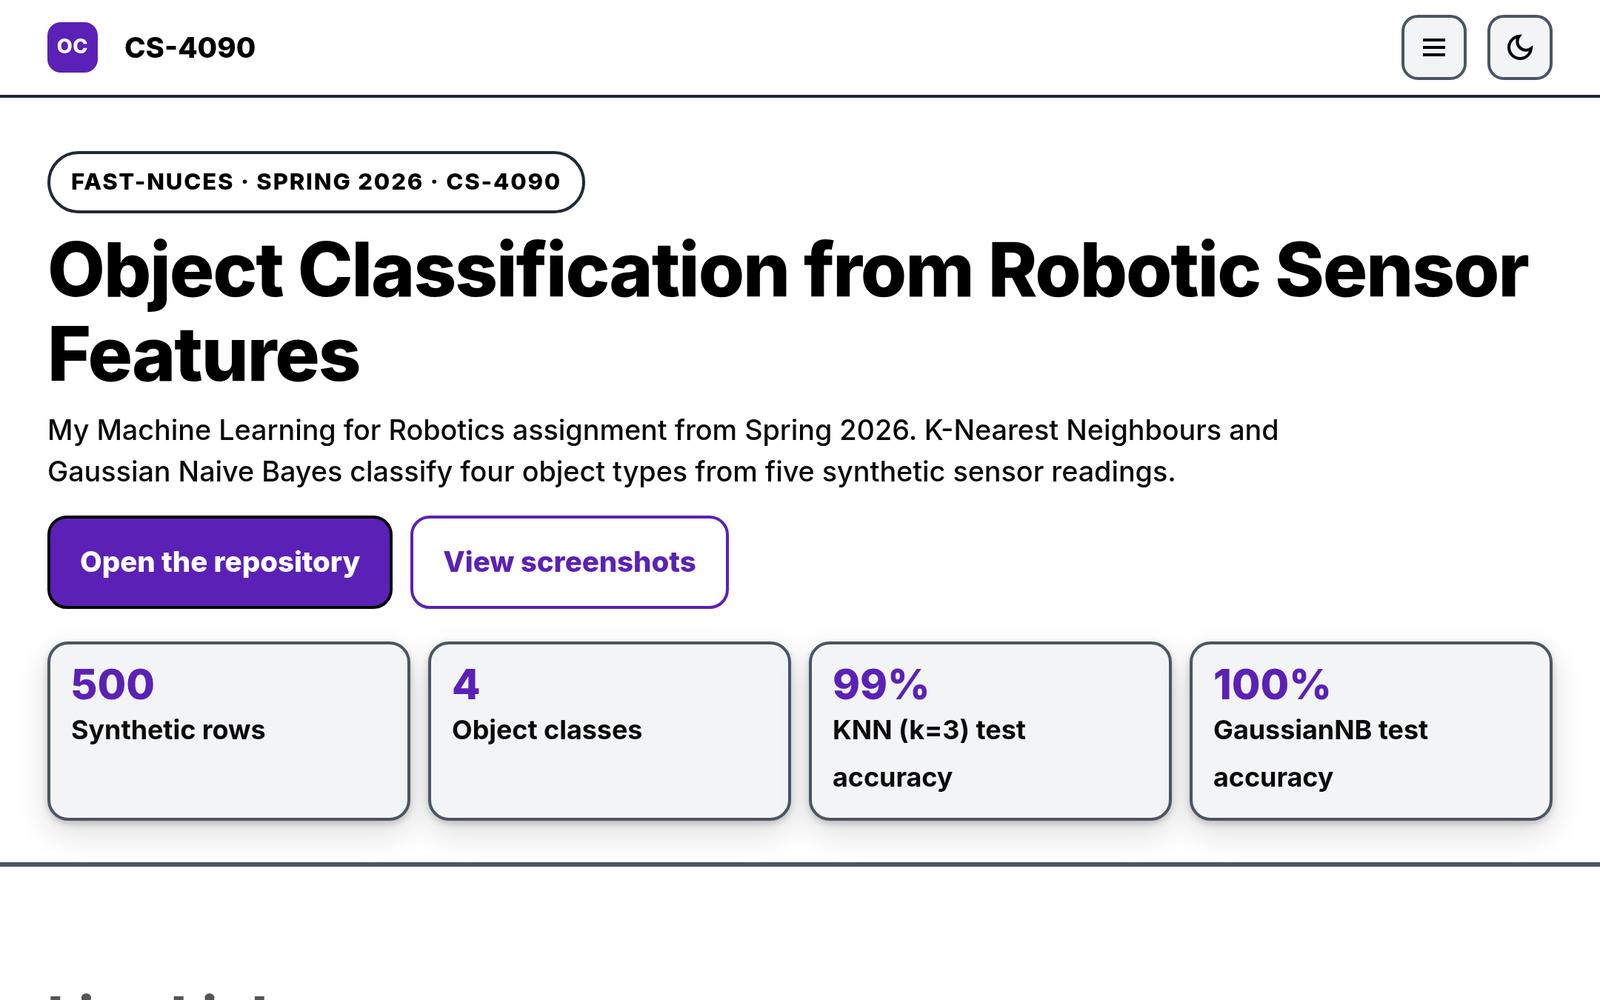 OC
CS-4090
FAST-NUCES · SPRING 2026 · CS-4090
Object Classification from Robotic Sensor
Features
My Machine Learning for Robotics assignment from Spring 2026. K-Nearest Neighbours and
Gaussian Naive Bayes classify four object types from five synthetic sensor readings.
Open the repository
View screenshots
500
Synthetic rows
4
Object classes
99%
KNN (k=3) test
accuracy
100%
GaussianNB test
accuracy